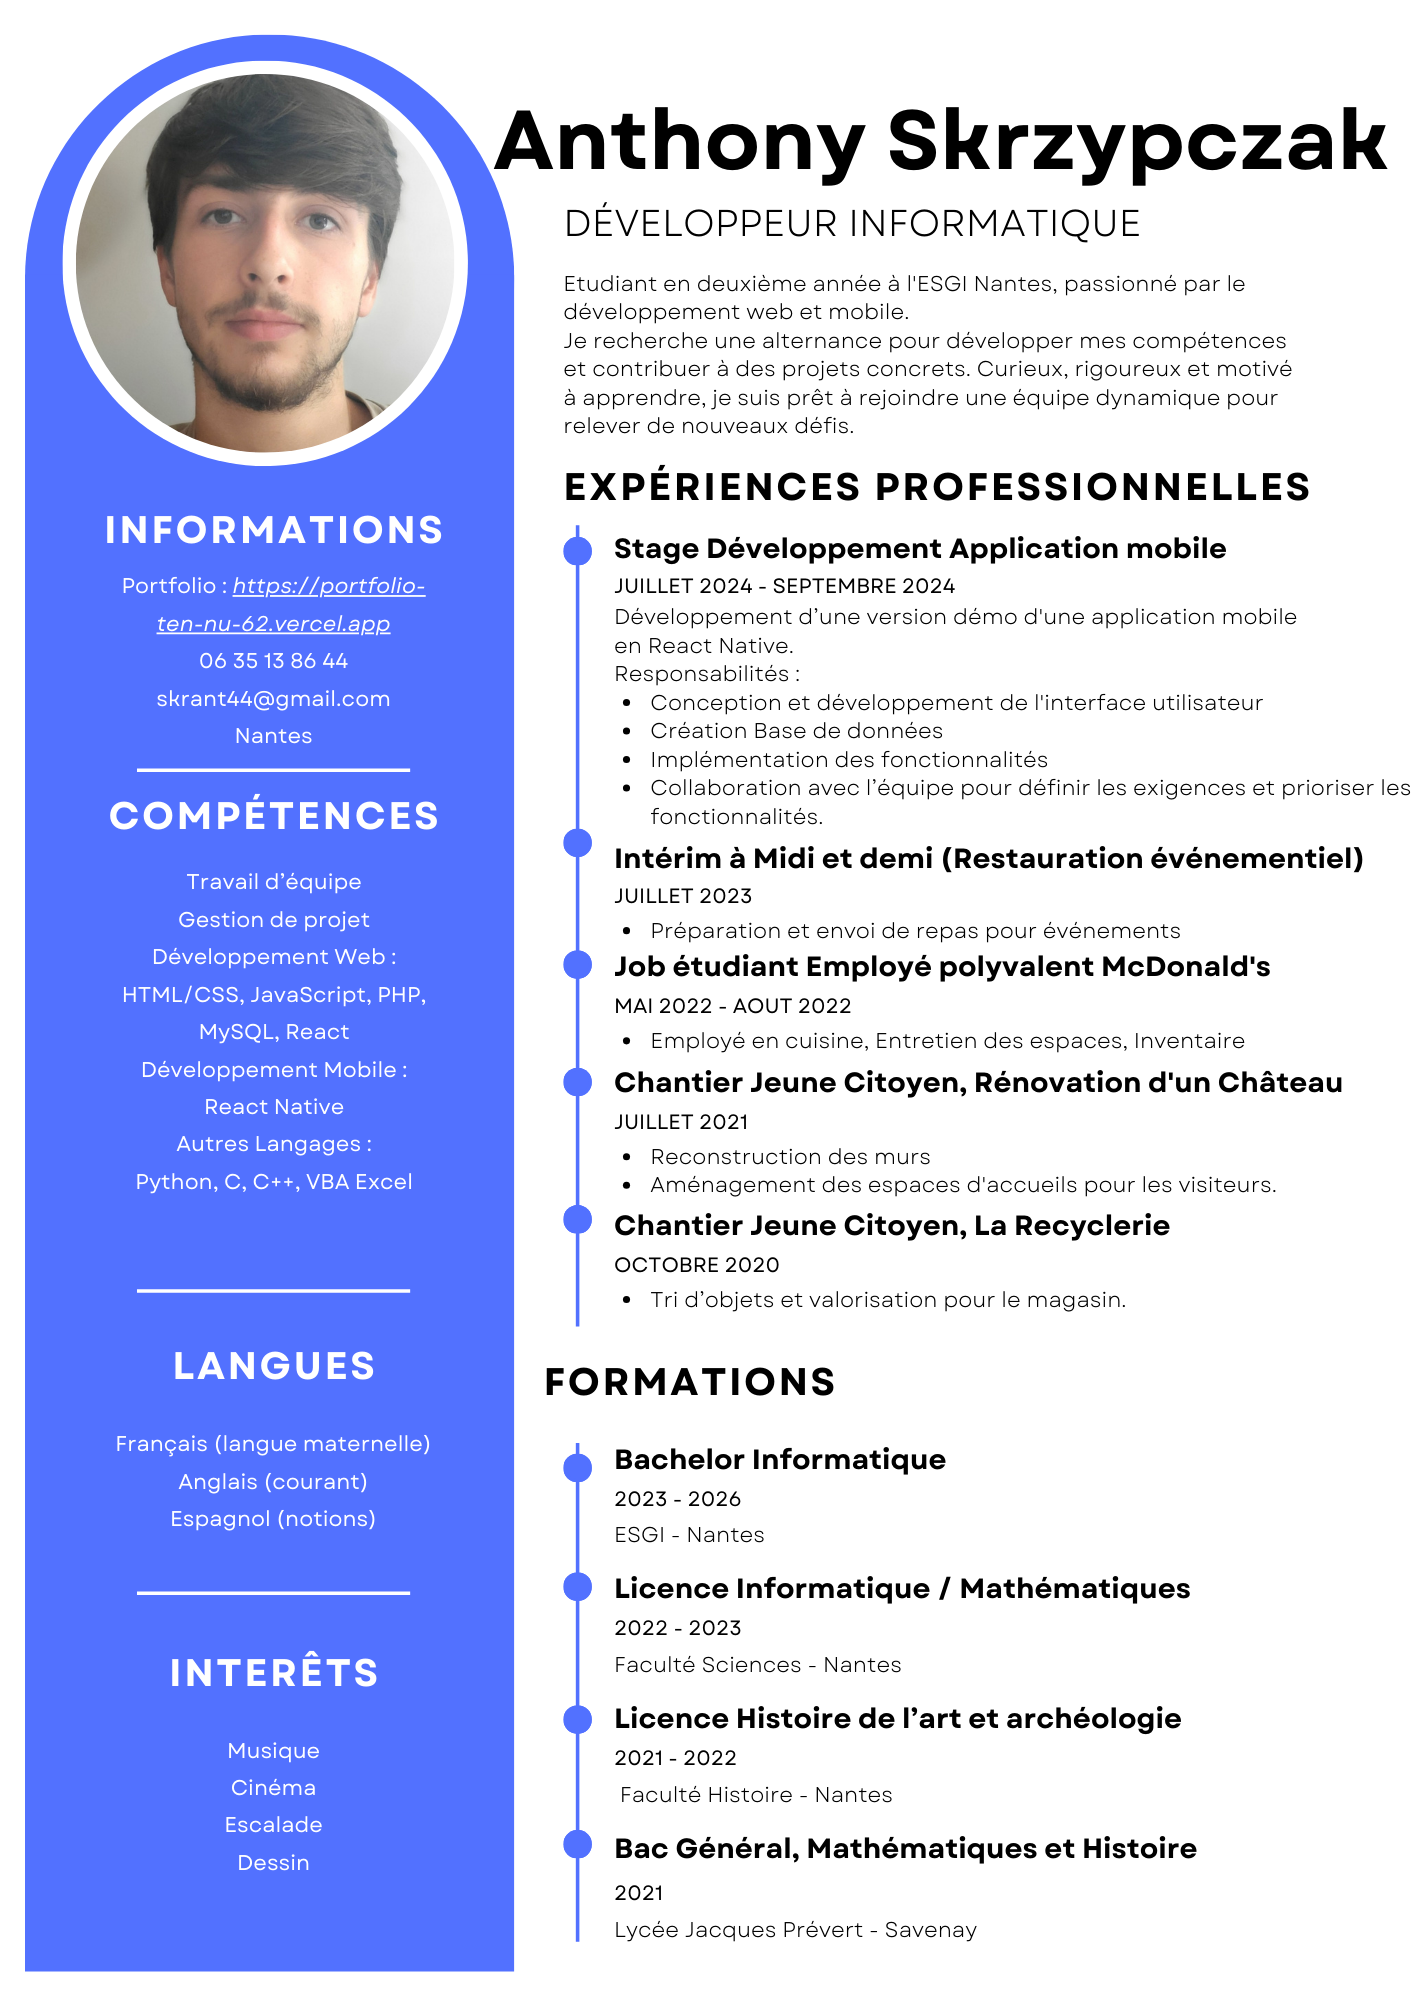 Anthony Skrzypczak
DÉVELOPPEUR INFORMATIQUE
Etudiant en deuxième année à l'ESGI Nantes, passionné par le
développement web et mobile.
Je recherche une alternance pour développer mes compétences
et contribuer à des projets concrets. Curieux, rigoureux et motivé
à apprendre, je suis prêt à rejoindre une équipe dynamique pour
relever de nouveaux défis.
INFORMATIONS
Portfolio : https://portfolio-
ten-nu-62.vercel.app
06 35 13 86 44
skrant44@gmail.com
Nantes
COMPÉTENCES
Travail d’équipe
Gestion de projet
Développement Web :
HTML/CSS, JavaScript, PHP,
MySQL, React
Développement Mobile :
React Native
Autres Langages :
Python, C, C++, VBA Excel
LANGUES
Français (langue maternelle)
Anglais (courant)
Espagnol (notions)
INTERÊTS
Musique
Cinéma
Escalade
Dessin
EXPÉRIENCES PROFESSIONNELLES
Stage Développement Application mobile
JUILLET 2024 - SEPTEMBRE 2024
Développement d’une version démo d'une application mobile
en React Native.
Responsabilités :
• Conception et développement de l'interface utilisateur
• Création Base de données
• Implémentation des fonctionnalités
• Collaboration avec l’équipe pour définir les exigences et prioriser les
fonctionnalités.
Intérim à Midi et demi (Restauration événementiel)
JUILLET 2023
• Préparation et envoi de repas pour événements
Job étudiant Employé polyvalent McDonald's
MAI 2022 - AOUT 2022
• Employé en cuisine, Entretien des espaces, Inventaire
Chantier Jeune Citoyen, Rénovation d'un Château
JUILLET 2021
• Reconstruction des murs
• Aménagement des espaces d'accueils pour les visiteurs.
Chantier Jeune Citoyen, La Recyclerie
OCTOBRE 2020
• Tri d’objets et valorisation pour le magasin.
FORMATIONS
Bachelor Informatique
2023 - 2026
ESGI - Nantes
Licence Informatique / Mathématiques
2022 - 2023
Faculté Sciences - Nantes
Licence Histoire de l’art et archéologie
2021 - 2022
Faculté Histoire - Nantes
Bac Général, Mathématiques et Histoire
2021
Lycée Jacques Prévert - Savenay